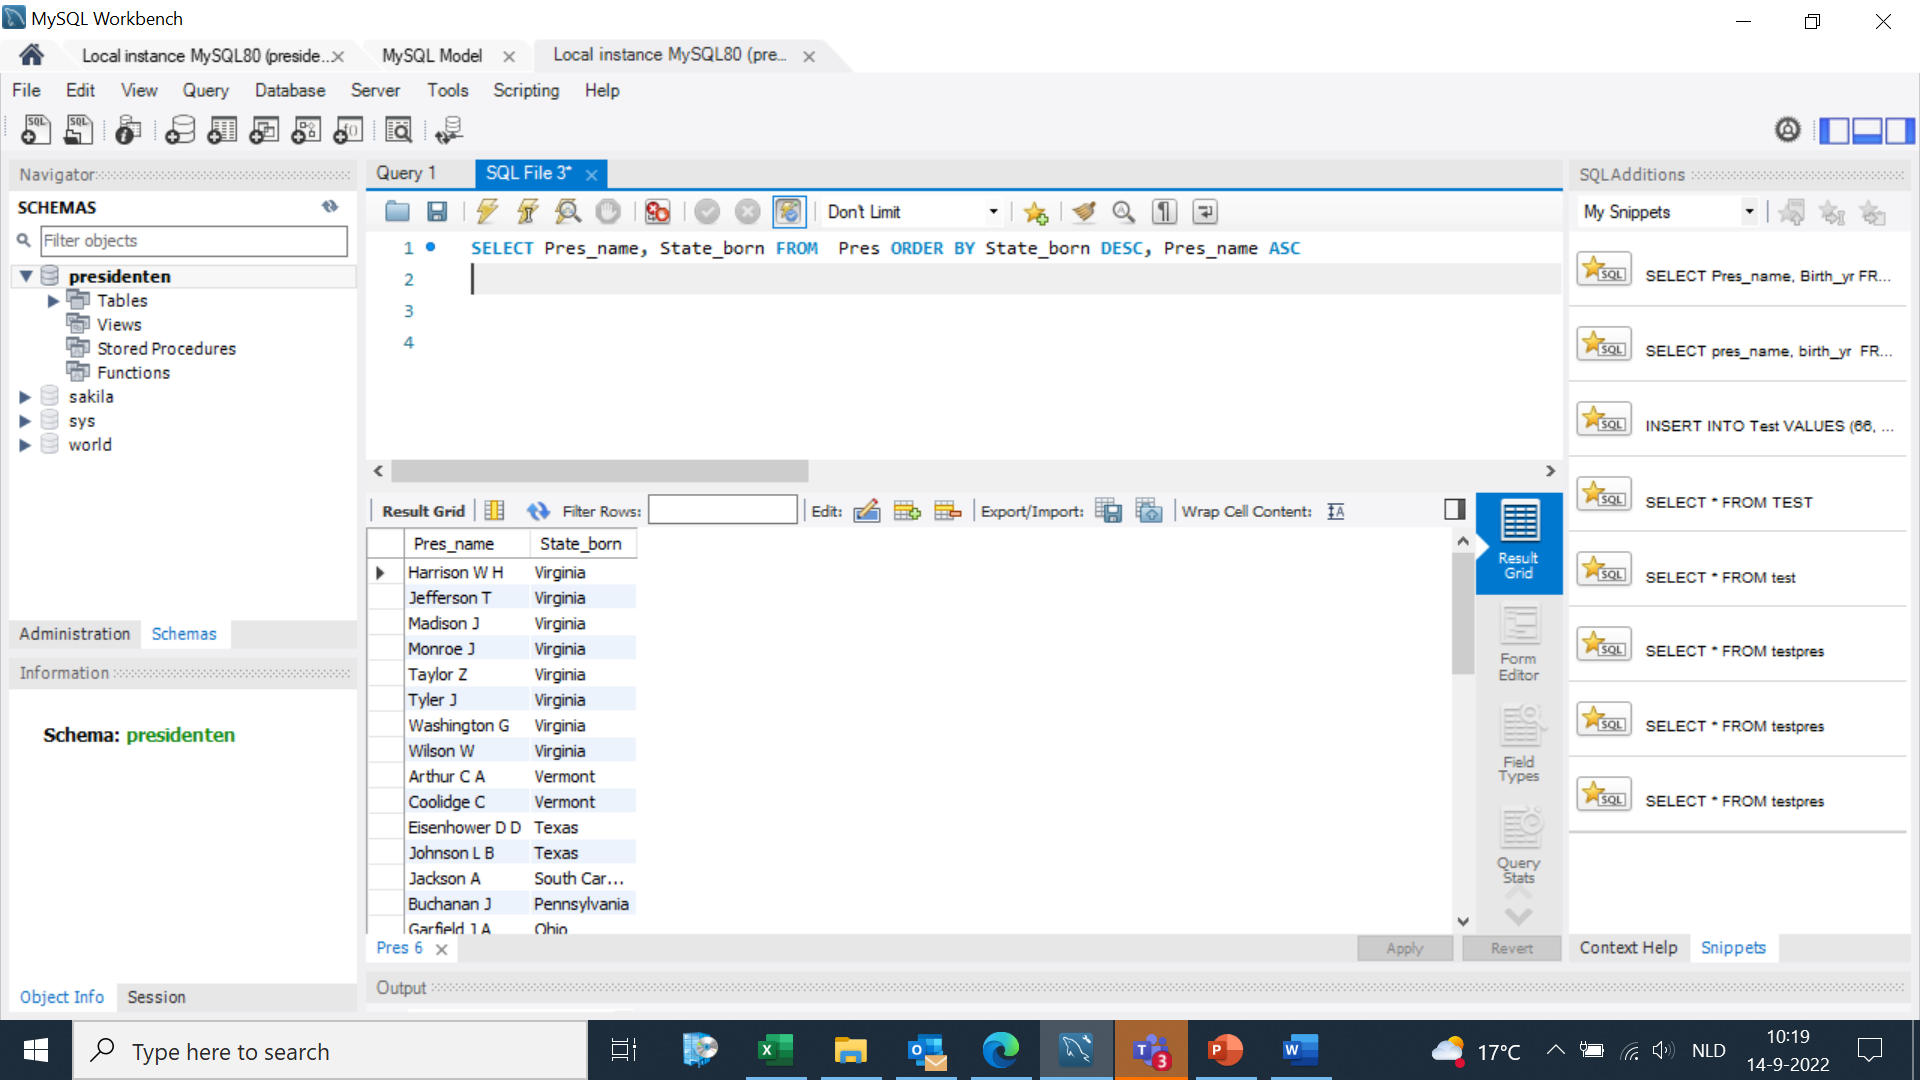 MySQL Workbench
Local instance MySQL80 (preside...
MySQL Model
Local instance MySQL80 (pre...
File Edit View Query Database Server Tools Scripting Help
Navigator
SCHEMAS
Filter objects
presidenten
Tables
Views
Stored Procedures
Functions
sakila
sys
world
Administration
Schemas
Information
Schema: presidenten
Object Info
Session
Query 1
SQL File 3*
Don't Limit
1 SELECT Pres_name, State_born FROM  Pres ORDER BY State_born DESC, Pres_name ASC
2
3
4
Result Grid
Filter Rows:
Edit:
Export/Import:
Wrap Cell Content:
Pres_name State_born
Harrison W H Virginia
Jefferson T Virginia
Madison J Virginia
Monroe J Virginia
Taylor Z Virginia
Tyler J Virginia
Washington G Virginia
Wilson W Virginia
Arthur C A Vermont
Coolidge C Vermont
Eisenhower D D Texas
Johnson L B Texas
Jackson A South Car...
Buchanan J Pennsylvania
Garfield J A Ohio
Result
Grid
Form
Editor
Field
Types
Query
Stats
Pres 6
Apply
Revert
Output
SQLAdditions
My Snippets
SELECT Pres_name, Birth_yr FR...
SELECT pres_name, birth_yr  FR...
INSERT INTO Test VALUES (66, ...
SELECT * FROM TEST
SELECT * FROM test
SELECT * FROM testpres
SELECT * FROM testpres
SELECT * FROM testpres
Context Help
Snippets
Type here to search
3
17°C
NLD
10:19
14-9-2022